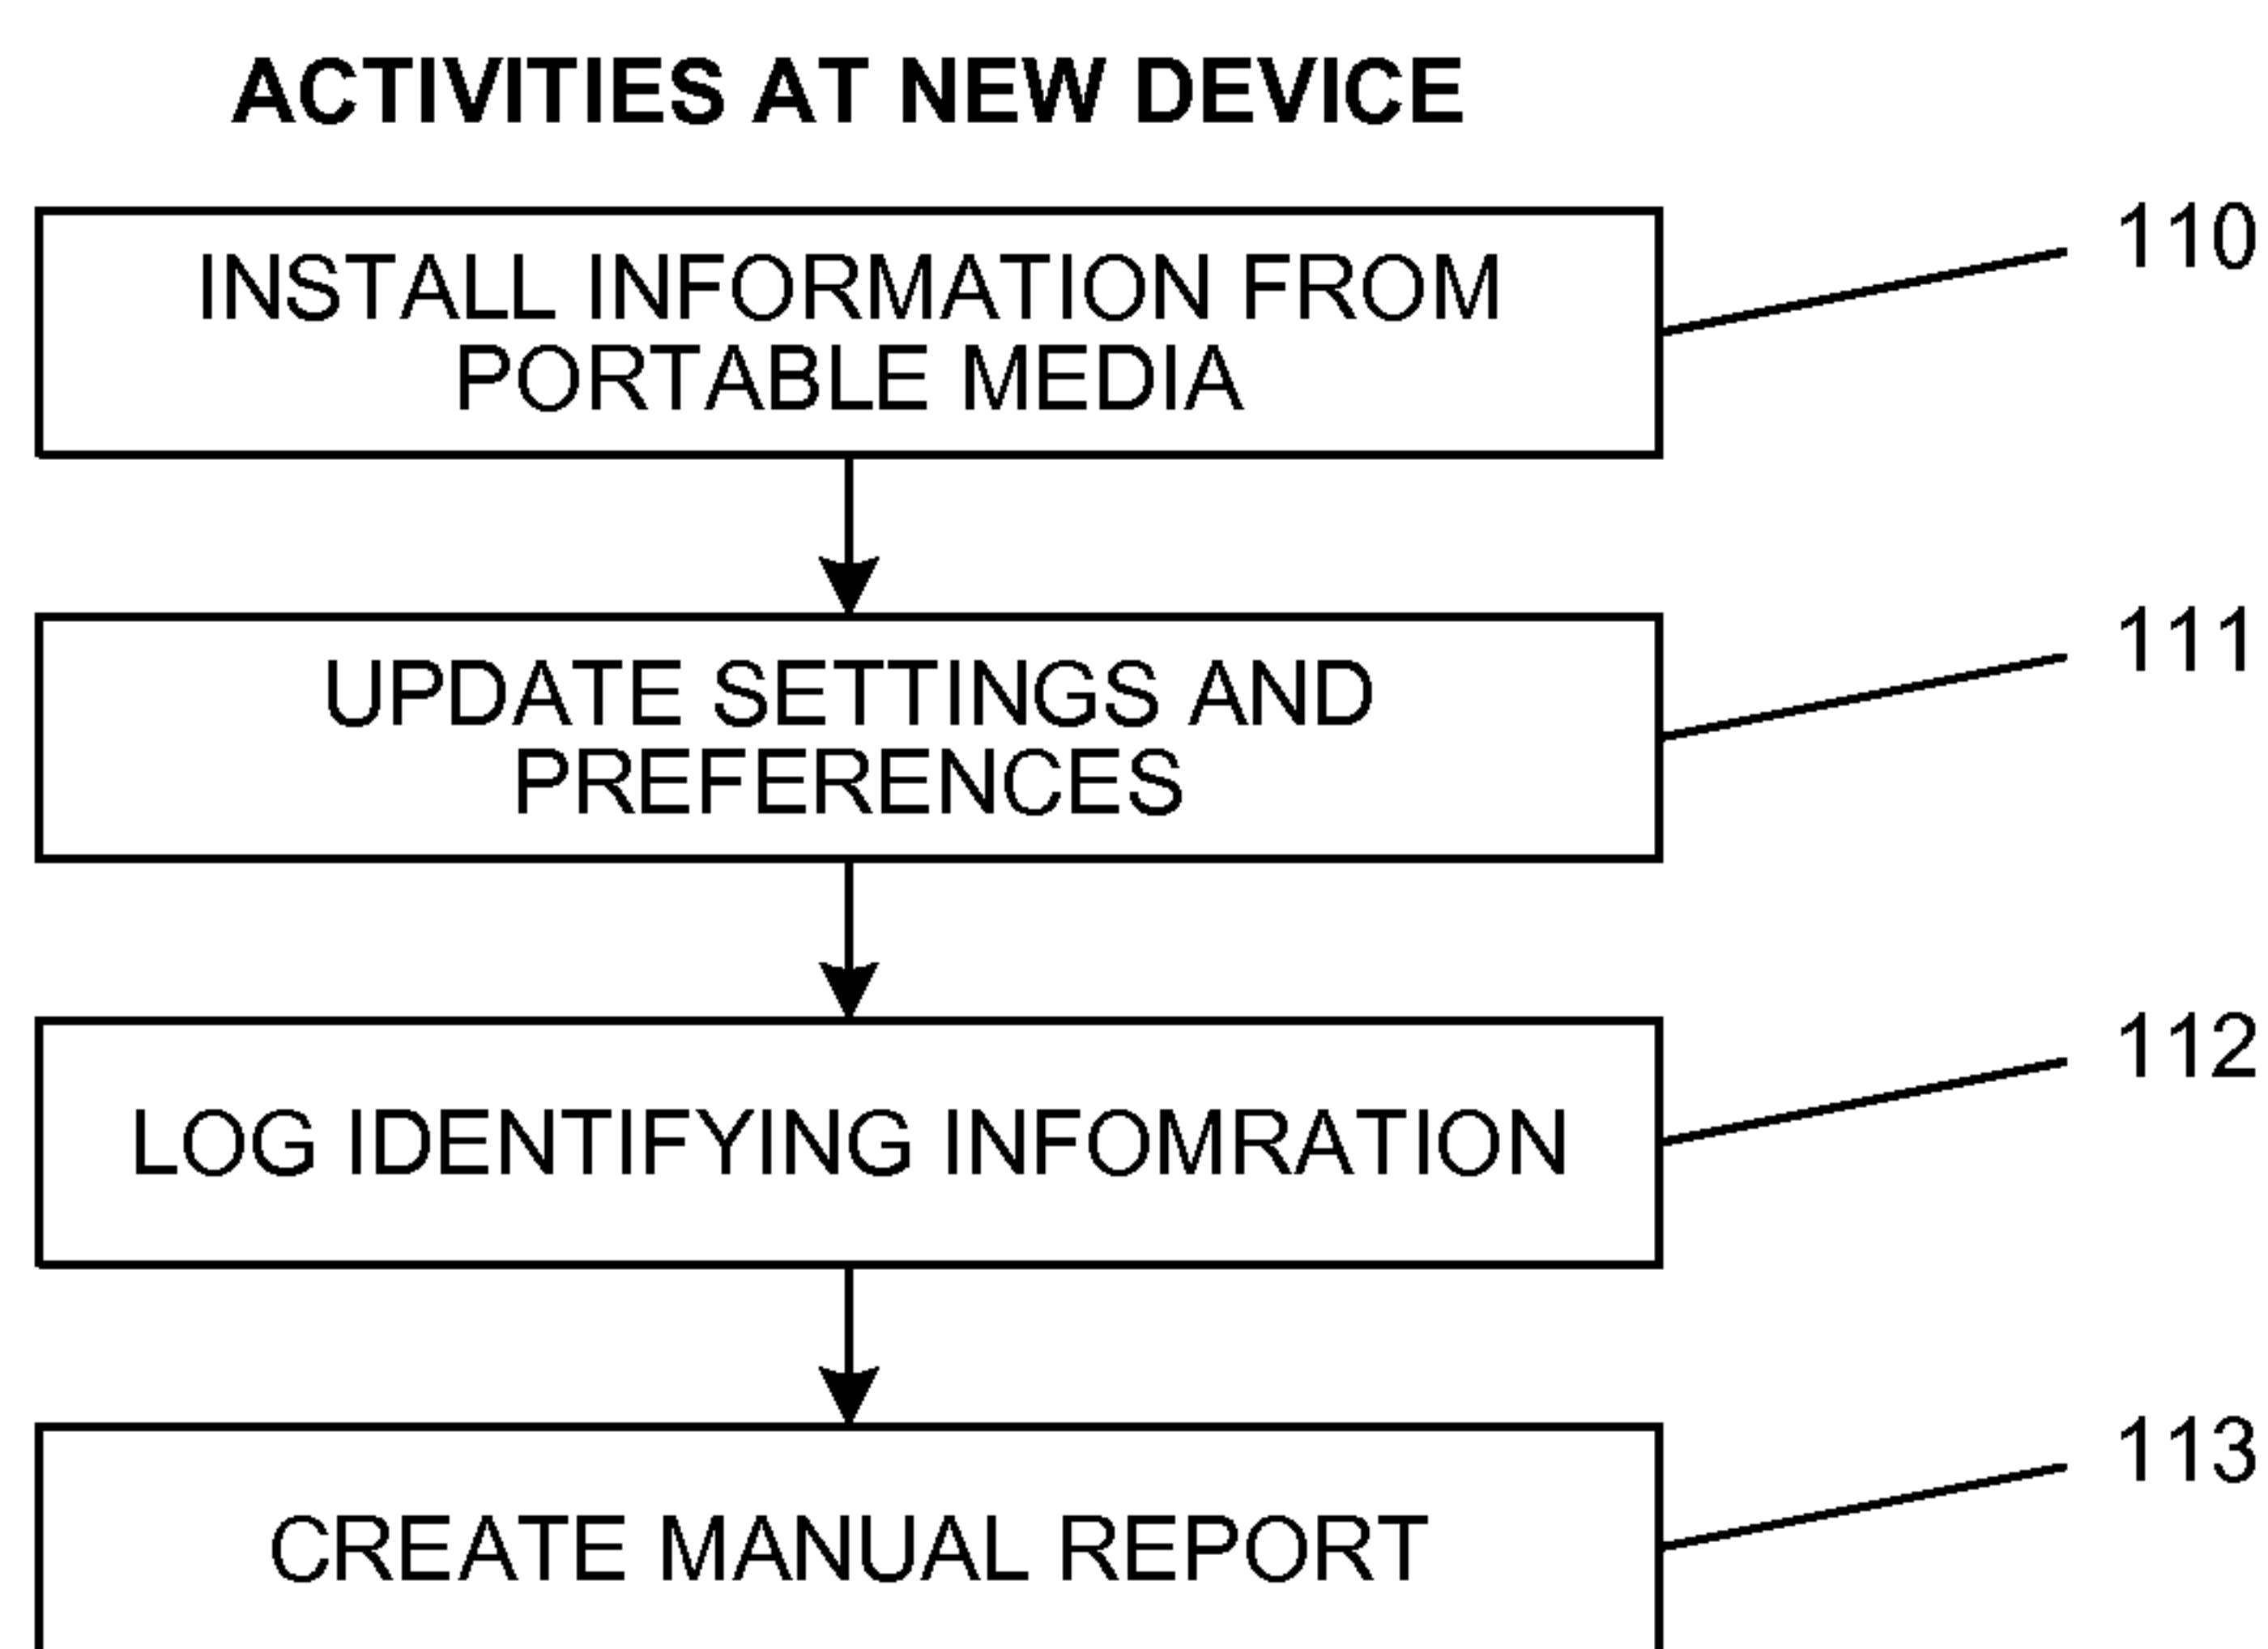 ACTIVITIES AT NEW DEVICE
INSTALL INFORMATION FROM
PORTABLE MEDIA
110
UPDATE SETTINGS AND
PREFERENCES
111
LOG IDENTIFYING INFOMRATION
112
CREATE MANUAL REPORT
113